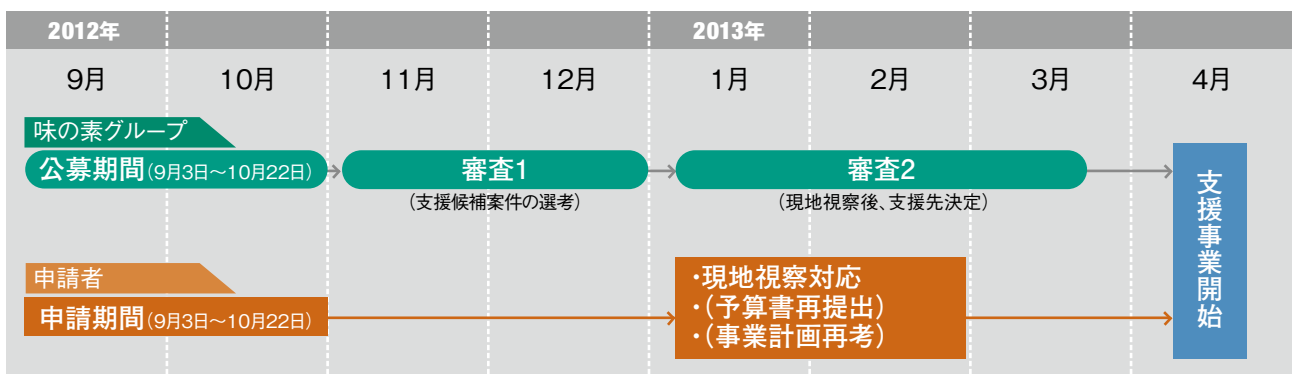 2012年
2013年
9月
10月
11月
12月
1月
2月
3月
4月
味の素グループ
公募期間(9月3日〜10月22日)
審査1
(支援候補案件の選考)
審査2
(現地視察後、支援先決定)
支援事業開始
申請者
申請期間(9月3日〜10月22日)
・現地視察対応
・(予算書再提出)
・(事業計画再考)